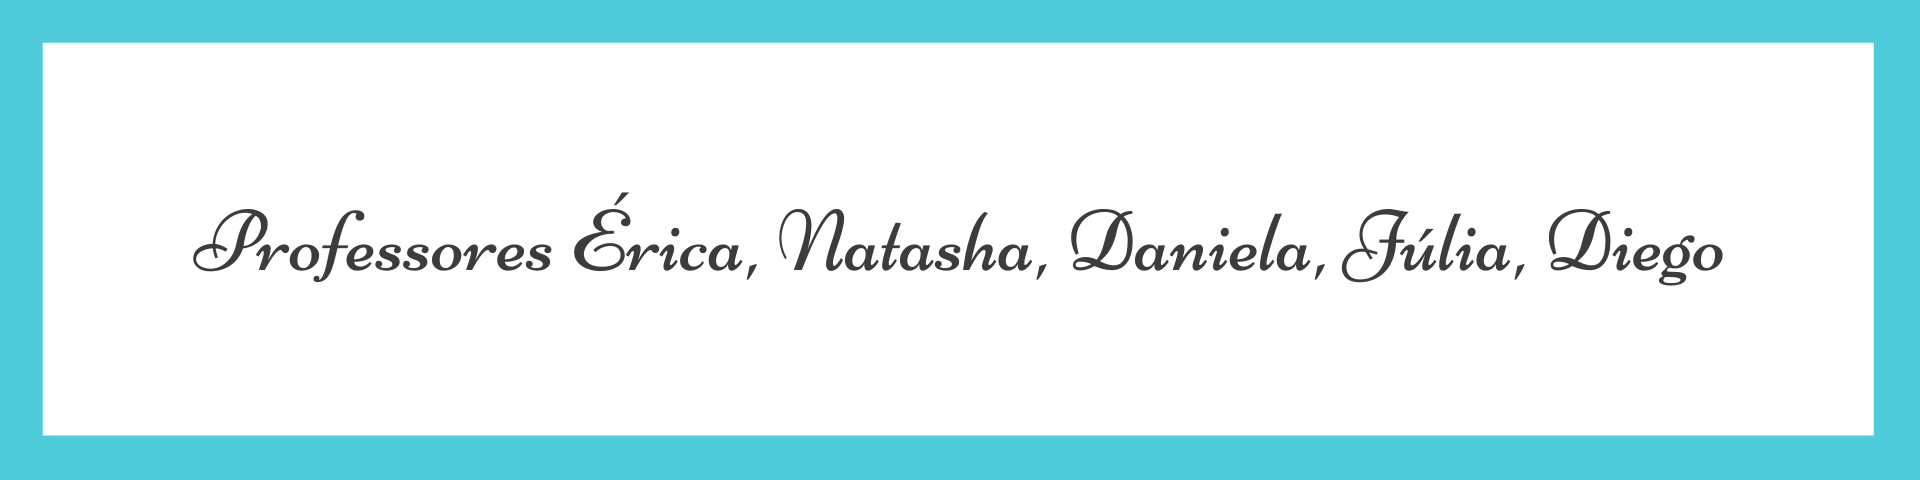 Professores Érica, Natasha, Daniela, Júlia, Diego